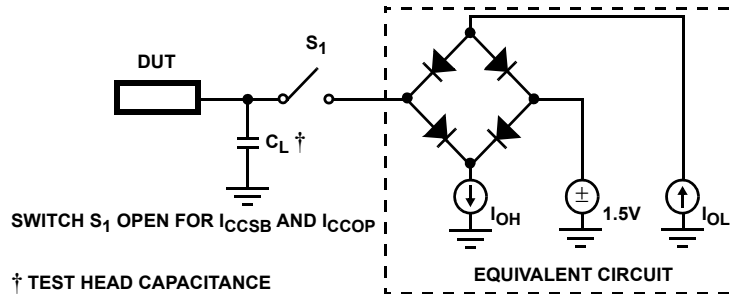 S1
DUT
CL †
IOH
± 1.5V
IOL
SWITCH S1 OPEN FOR ICCSB AND ICCOP
† TEST HEAD CAPACITANCE
EQUIVALENT CIRCUIT